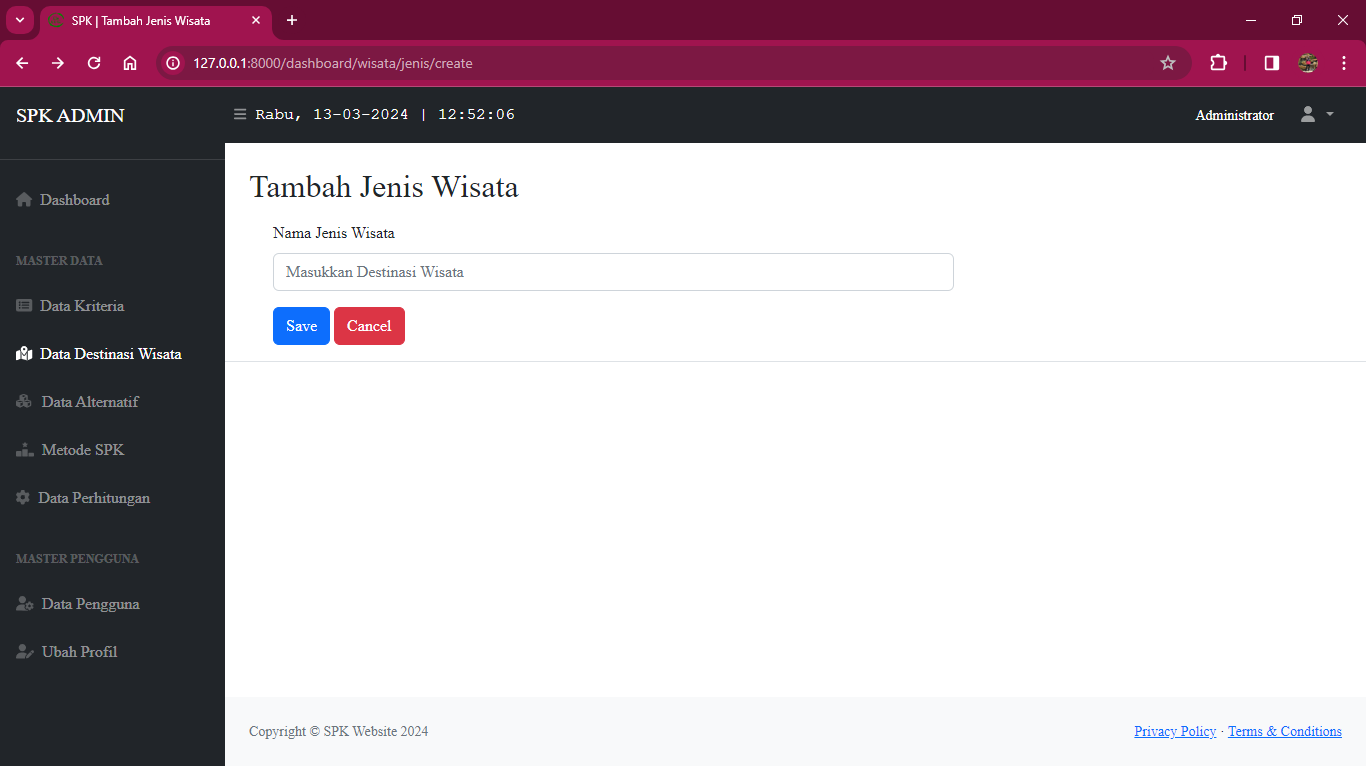 SPK | Tambah Jenis Wisata
127.0.0.1:8000/dashboard/wisata/jenis/create
SPK ADMIN
Rabu, 13-03-2024 | 12:52:06
Administrator
Dashboard
MASTER DATA
Data Kriteria
Data Destinasi Wisata
Data Alternatif
Metode SPK
Data Perhitungan
MASTER PENGGUNA
Data Pengguna
Ubah Profil
Tambah Jenis Wisata
Nama Jenis Wisata
Masukkan Destinasi Wisata
Save Cancel
Copyright © SPK Website 2024
Privacy Policy · Terms & Conditions